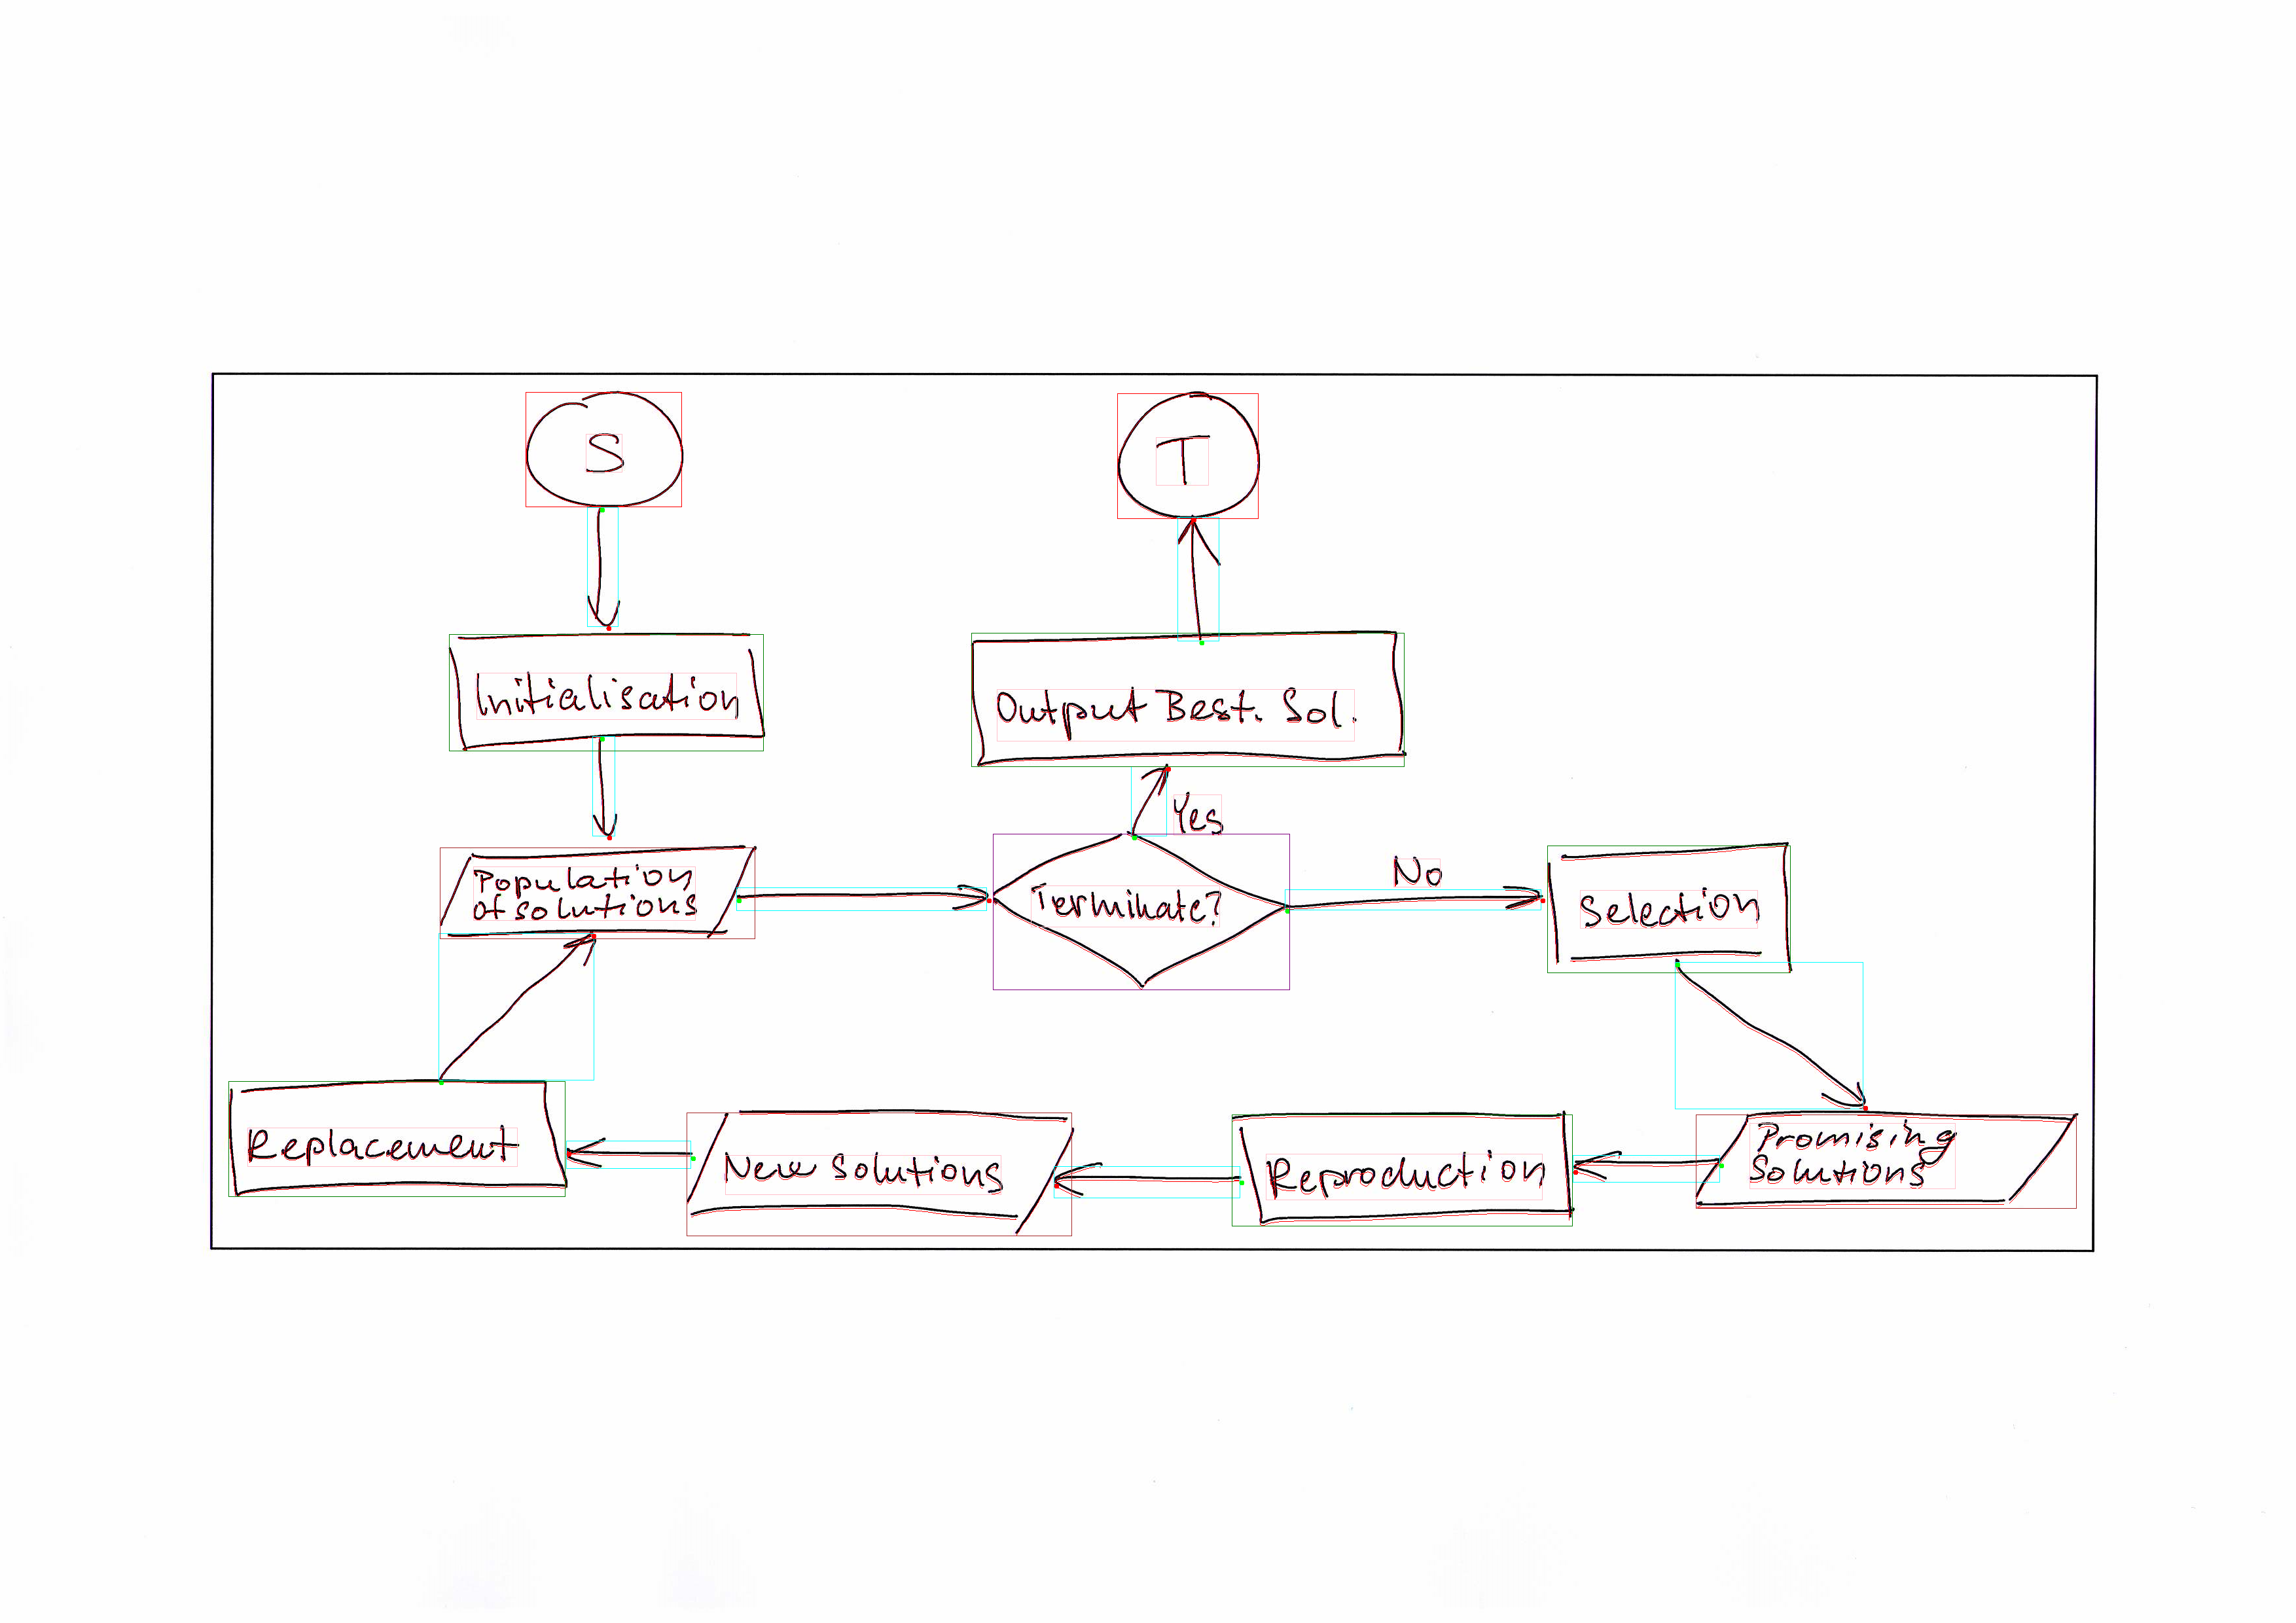 S
T
Initialisation
Output Best. Sol.
Yes
Population
of solutions
Terminate?
No
Selection
Replacement
New Solutions
Reproduction
Promising
Solutions